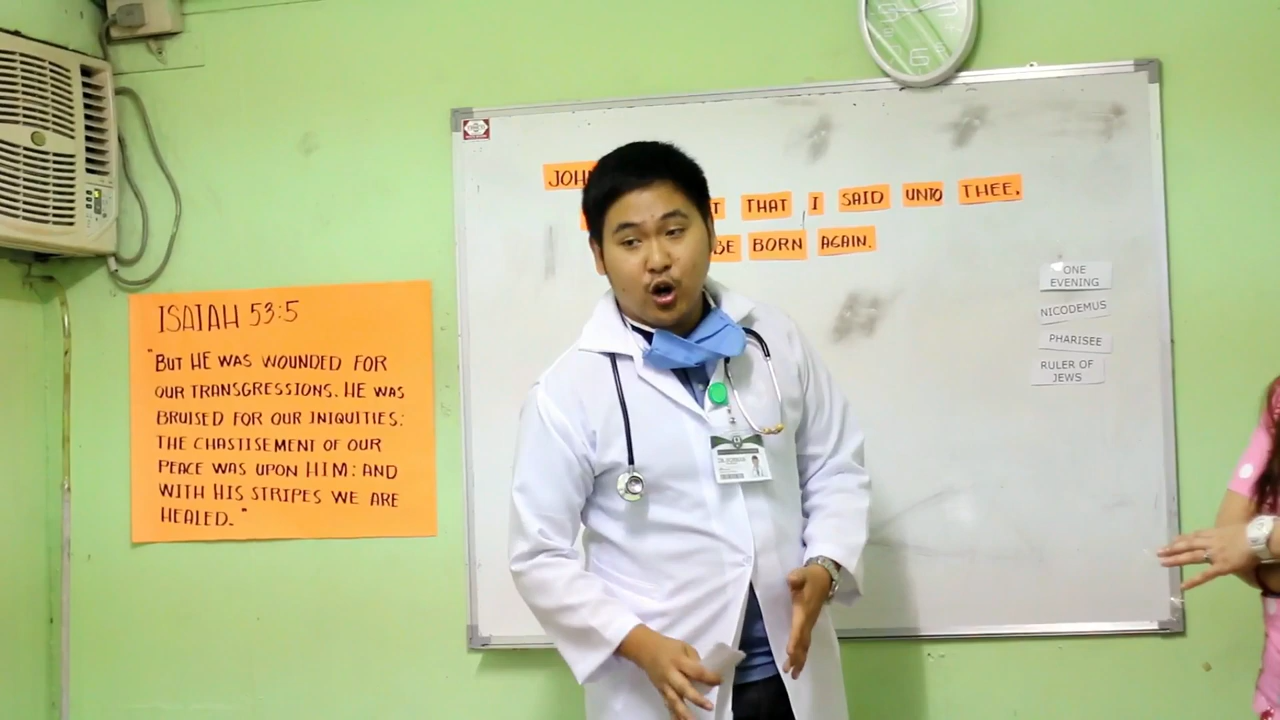 ISAIAH 53:5
"BUT HE WAS WOUNDED FOR
OUR TRANSGRESSIONS. HE WAS
BRUISED FOR OUR INIQUITIES:
THE CHASTISEMENT OF OUR
PEACE WAS UPON HIM: AND
WITH HIS STRIPES WE ARE
HEALED."
JOH
T THAT I SAID UNTO THEE,
BE BORN AGAIN.
ONE
EVENING
NICODEMUS
PHARISEE
RULER OF
JEWS